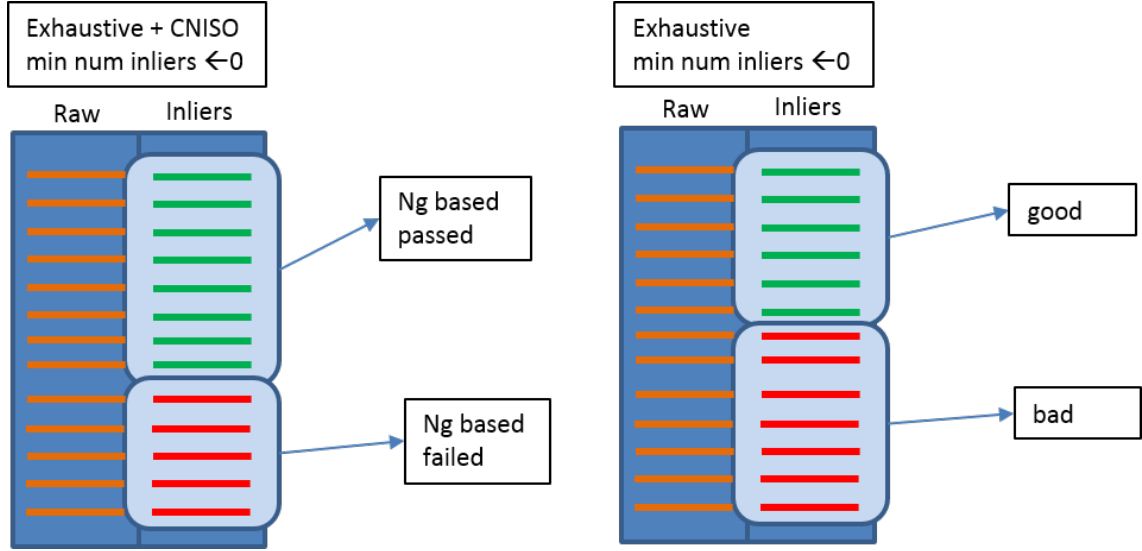 Exhaustive + CNISO
min num inliers ←0
Raw Inliers
Ng based
passed
Ng based
failed
Exhaustive
min num inliers ←0
Raw Inliers
good
bad